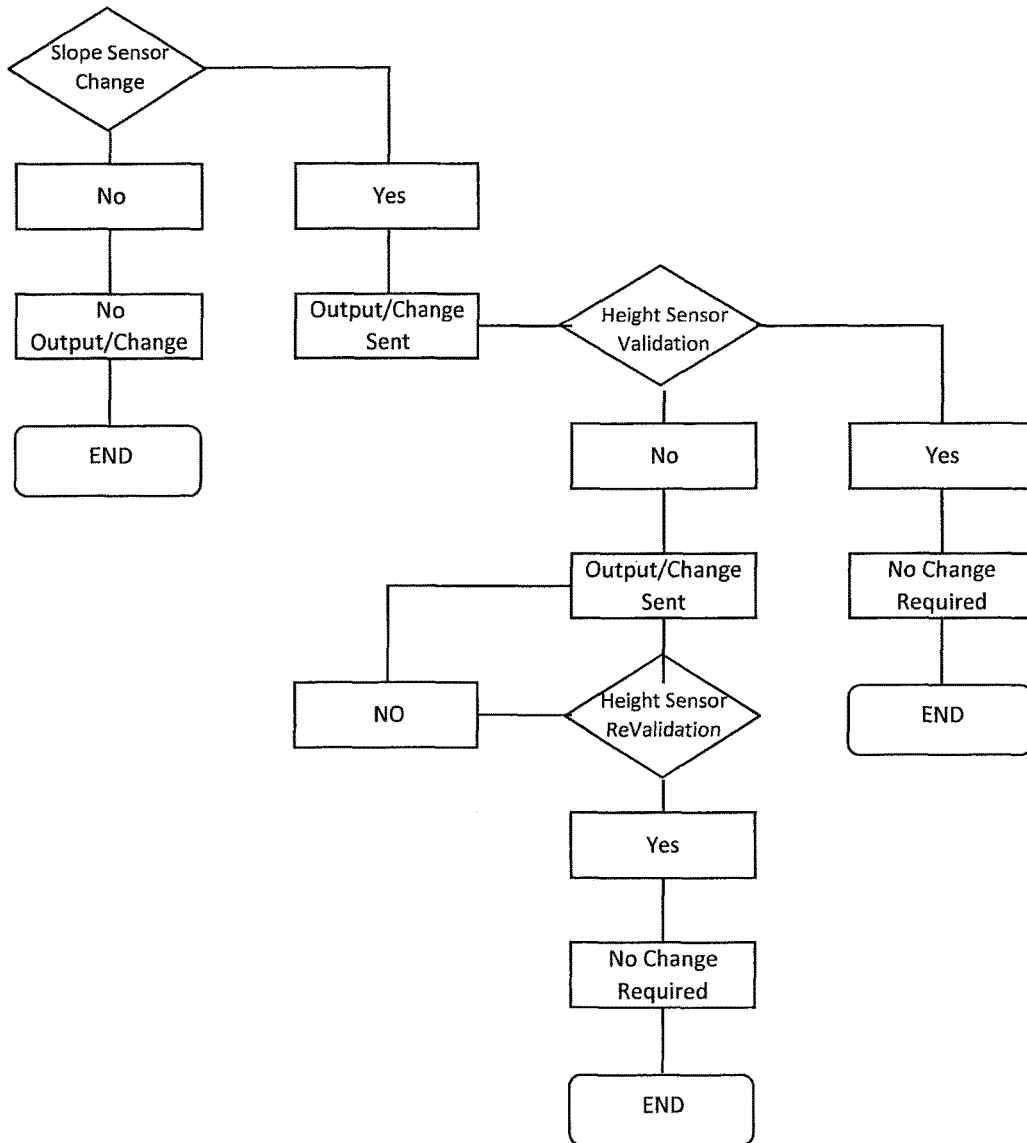 Slope Sensor
Change
No
Yes
No
Output/Change
Output/Change
Sent
Height Sensor
Validation
END
No
Yes
Output/Change
Sent
No Change
Required
NO
Height Sensor
ReValidation
END
Yes
No Change
Required
END